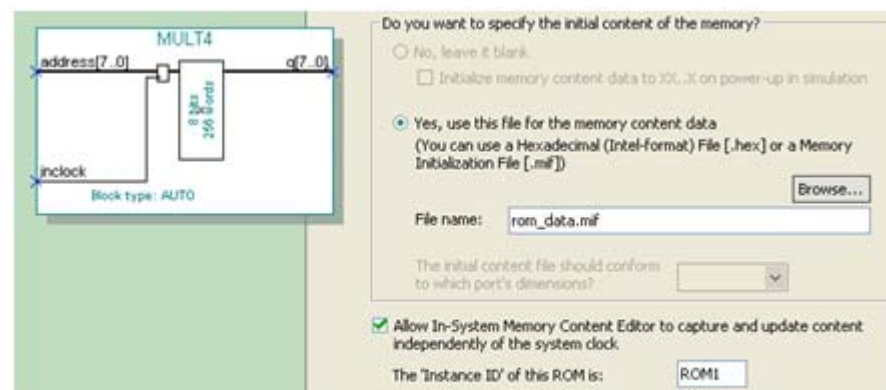 MULT4
address[7..0]
q[7..0]
8 bits
256 words
inclock
Block type: AUTO
Do you want to specify the initial content of the memory?
No, leave it blank
Initialize memory content data to XX..X on power-up in simulation
Yes, use this file for the memory content data
(You can use a Hexadecimal (Intel-format) File [.hex] or a Memory
Initialization File [.mif])
Browse...
File name: rom_data.mif
The initial content file should conform
to which port's dimensions?
Allow In-System Memory Content Editor to capture and update content
independently of the system clock
The 'Instance ID' of this ROM is: ROM1